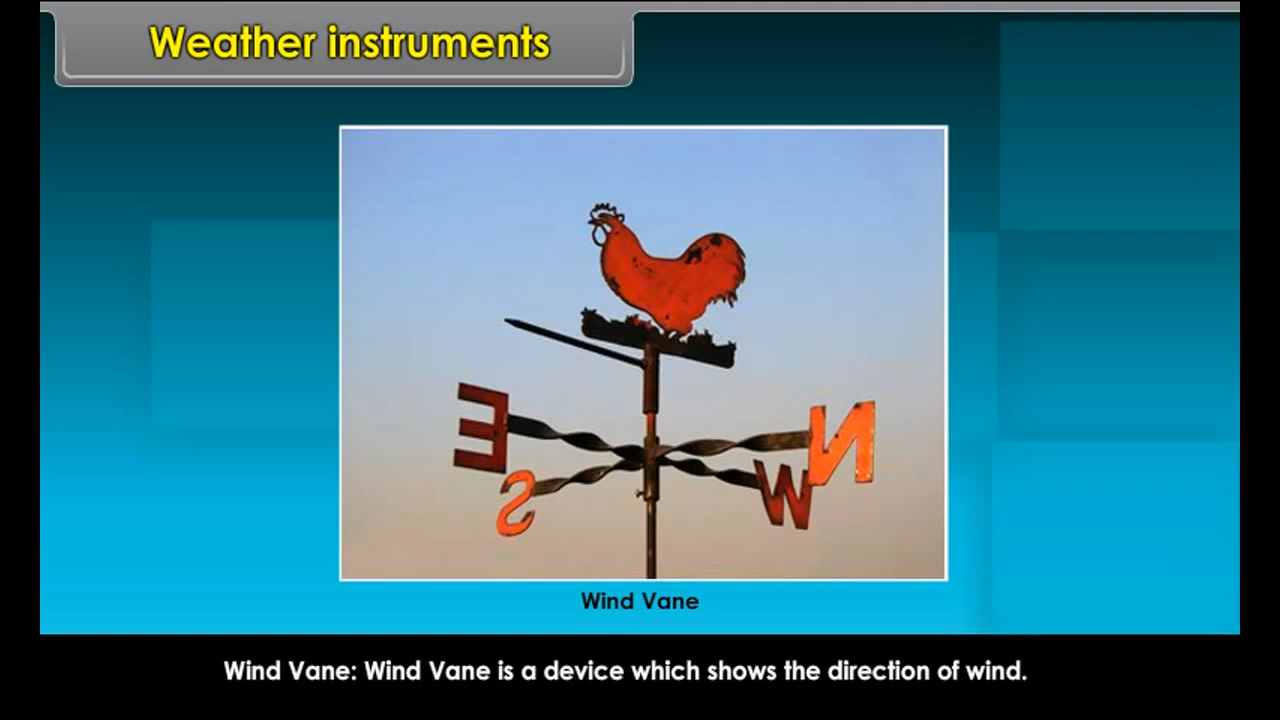 Weather instruments
E
N
S
W
Wind Vane
Wind Vane: Wind Vane is a device which shows the direction of wind.